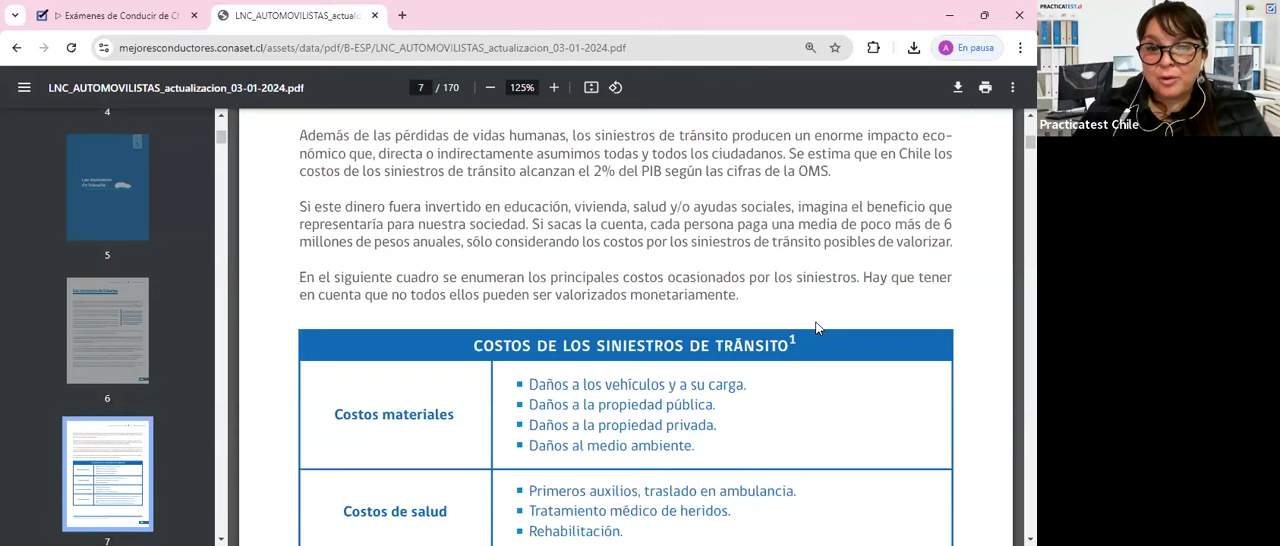 ▷ Exámenes de Conducir de Ch
LNC_AUTOMOVILISTAS_actualizac
mejoresconductores.conaset.cl/assets/data/pdf/B-ESP/LNC_AUTOMOVILISTAS_actualizacion_03-01-2024.pdf
A En pausa
LNC_AUTOMOVILISTAS_actualizacion_03-01-2024.pdf
7 / 170
125%
PRACTICATEST.cl
Practicatest Chile
4
5
6
7
Además de las pérdidas de vidas humanas, los siniestros de tránsito producen un enorme impacto eco-
nómico que, directa o indirectamente asumimos todas y todos los ciudadanos. Se estima que en Chile los
costos de los siniestros de tránsito alcanzan el 2% del PIB según las cifras de la OMS.
Si este dinero fuera invertido en educación, vivienda, salud y/o ayudas sociales, imagina el beneficio que
representaría para nuestra sociedad. Si sacas la cuenta, cada persona paga una media de poco más de 6
millones de pesos anuales, sólo considerando los costos por los siniestros de tránsito posibles de valorizar.
En el siguiente cuadro se enumeran los principales costos ocasionados por los siniestros. Hay que tener
en cuenta que no todos ellos pueden ser valorizados monetariamente.
COSTOS DE LOS SINIESTROS DE TRÁNSITO1
Costos materiales
Daños a los vehículos y a su carga.
Daños a la propiedad pública.
Daños a la propiedad privada.
Daños al medio ambiente.
Costos de salud
Primeros auxilios, traslado en ambulancia.
Tratamiento médico de heridos.
Rehabilitación.